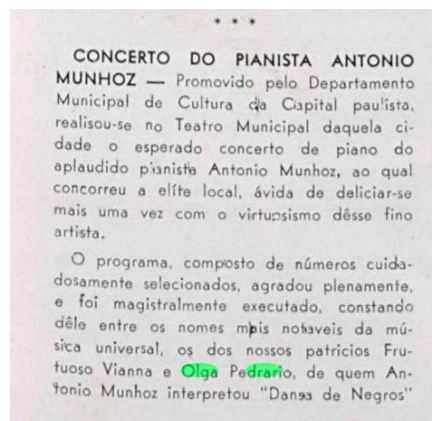 * * *
CONCERTO DO PIANISTA ANTONIO
MUNHOZ — Promovido pelo Departamento
Municipal de Cultura da Capital paulista,
realisou-se no Teatro Municipal daquela ci-
dade o esperado concerto de piano do
aplaudido pianista Antonio Munhoz, ao qual
concorreu a elite local, ávida de deliciar-se
mais uma vez com o virtuosismo dêsse fino
artista.
O programa, composto de números cuida-
dosamente selecionados, agradou plenamente,
e foi magistralmente executado, constando
dêle entre os nomes mais notaveis da mú-
sica universal, os dos nossos patricios Fru-
tuoso Vianna e Olga Pedrario, de quem An-
tonio Munhoz interpretou "Dansa de Negros"